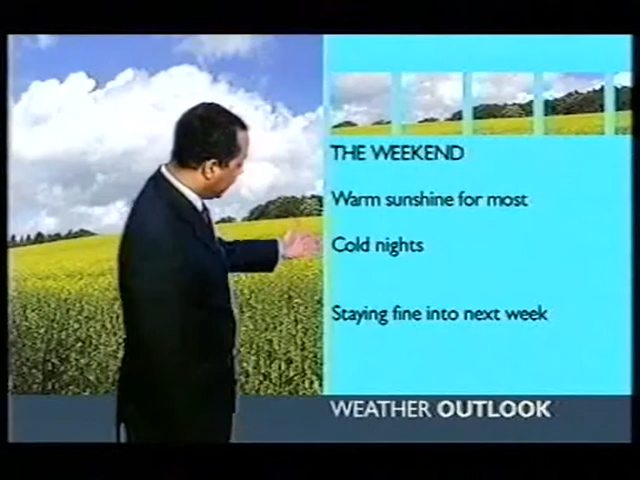 THE WEEKEND
Warm sunshine for most
Cold nights
Staying fine into next week
WEATHER OUTLOOK